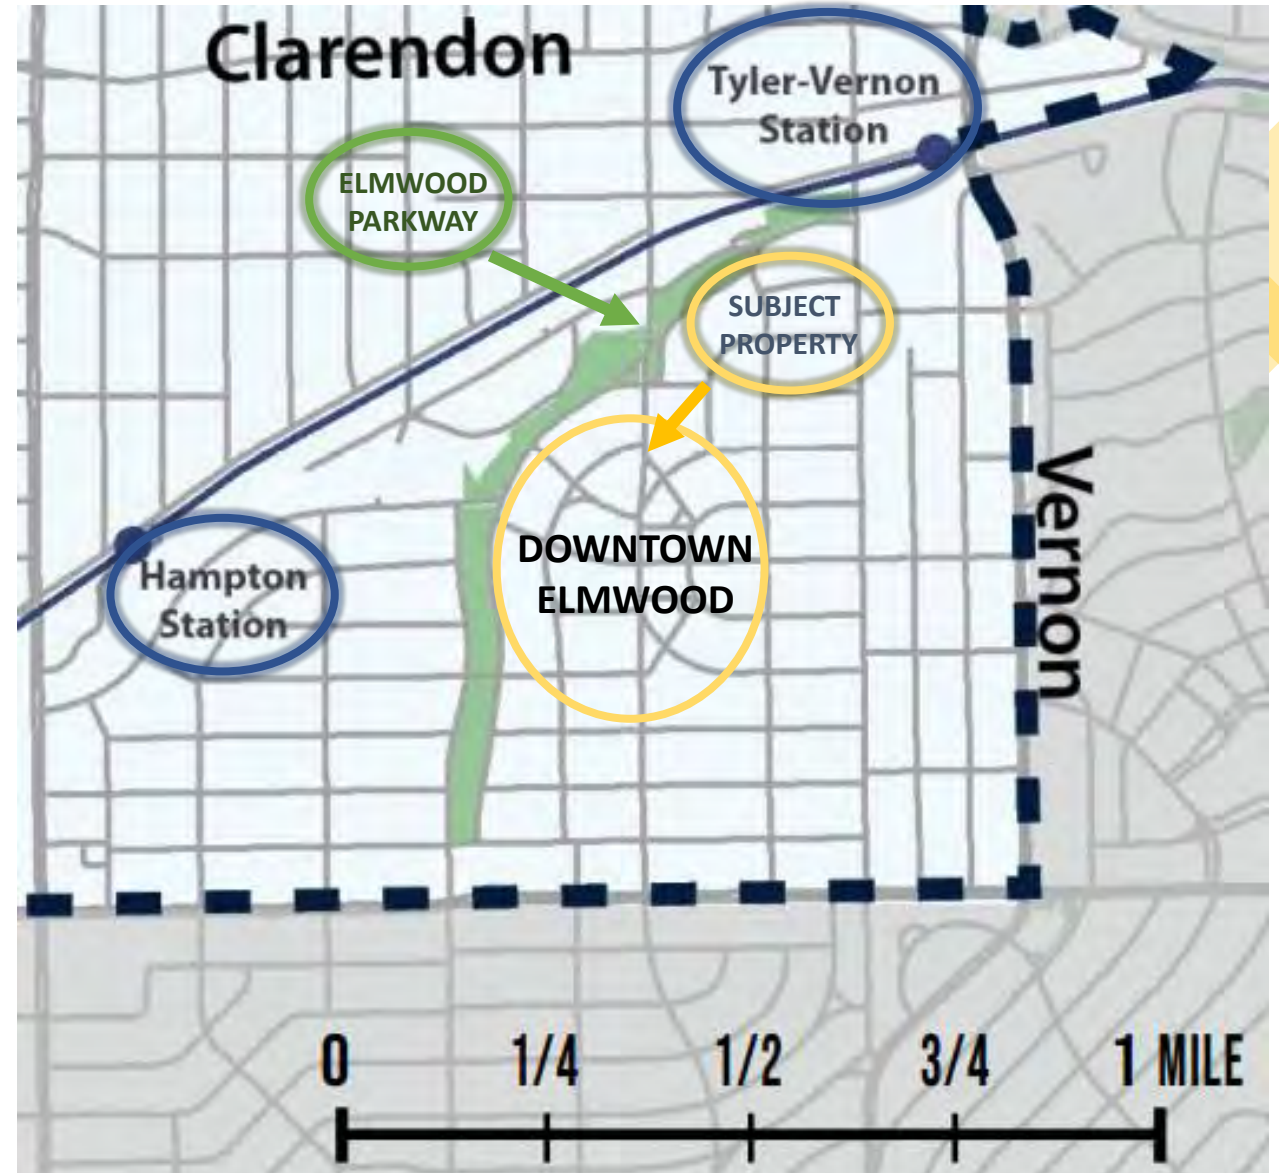 Clarendon
Tyler-Vernon
Station
ELMWOOD
PARKWAY
SUBJECT
PROPERTY
DOWNTOWN
ELMWOOD
Hampton
Station
Vernon
0 1/4 1/2 3/4 1 MILE